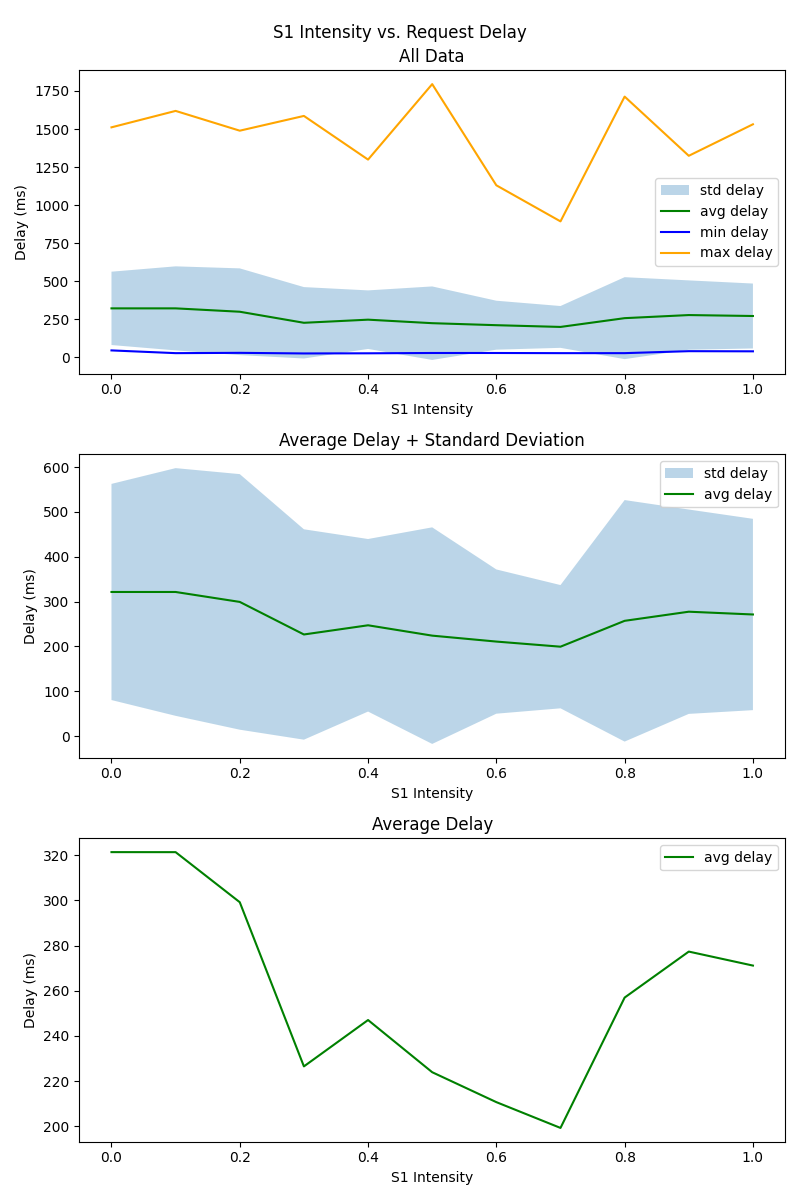 S1 Intensity vs. Request Delay
All Data
1750
1500
1250
1000
750
500
250
0
Delay (ms)
std delay
avg delay
min delay
max delay
0.0 0.2 0.4 0.6 0.8 1.0
S1 Intensity
Average Delay + Standard Deviation
600
500
400
300
200
100
0
Delay (ms)
std delay
avg delay
0.0 0.2 0.4 0.6 0.8 1.0
S1 Intensity
Average Delay
320
300
280
260
240
220
200
Delay (ms)
avg delay
0.0 0.2 0.4 0.6 0.8 1.0
S1 Intensity